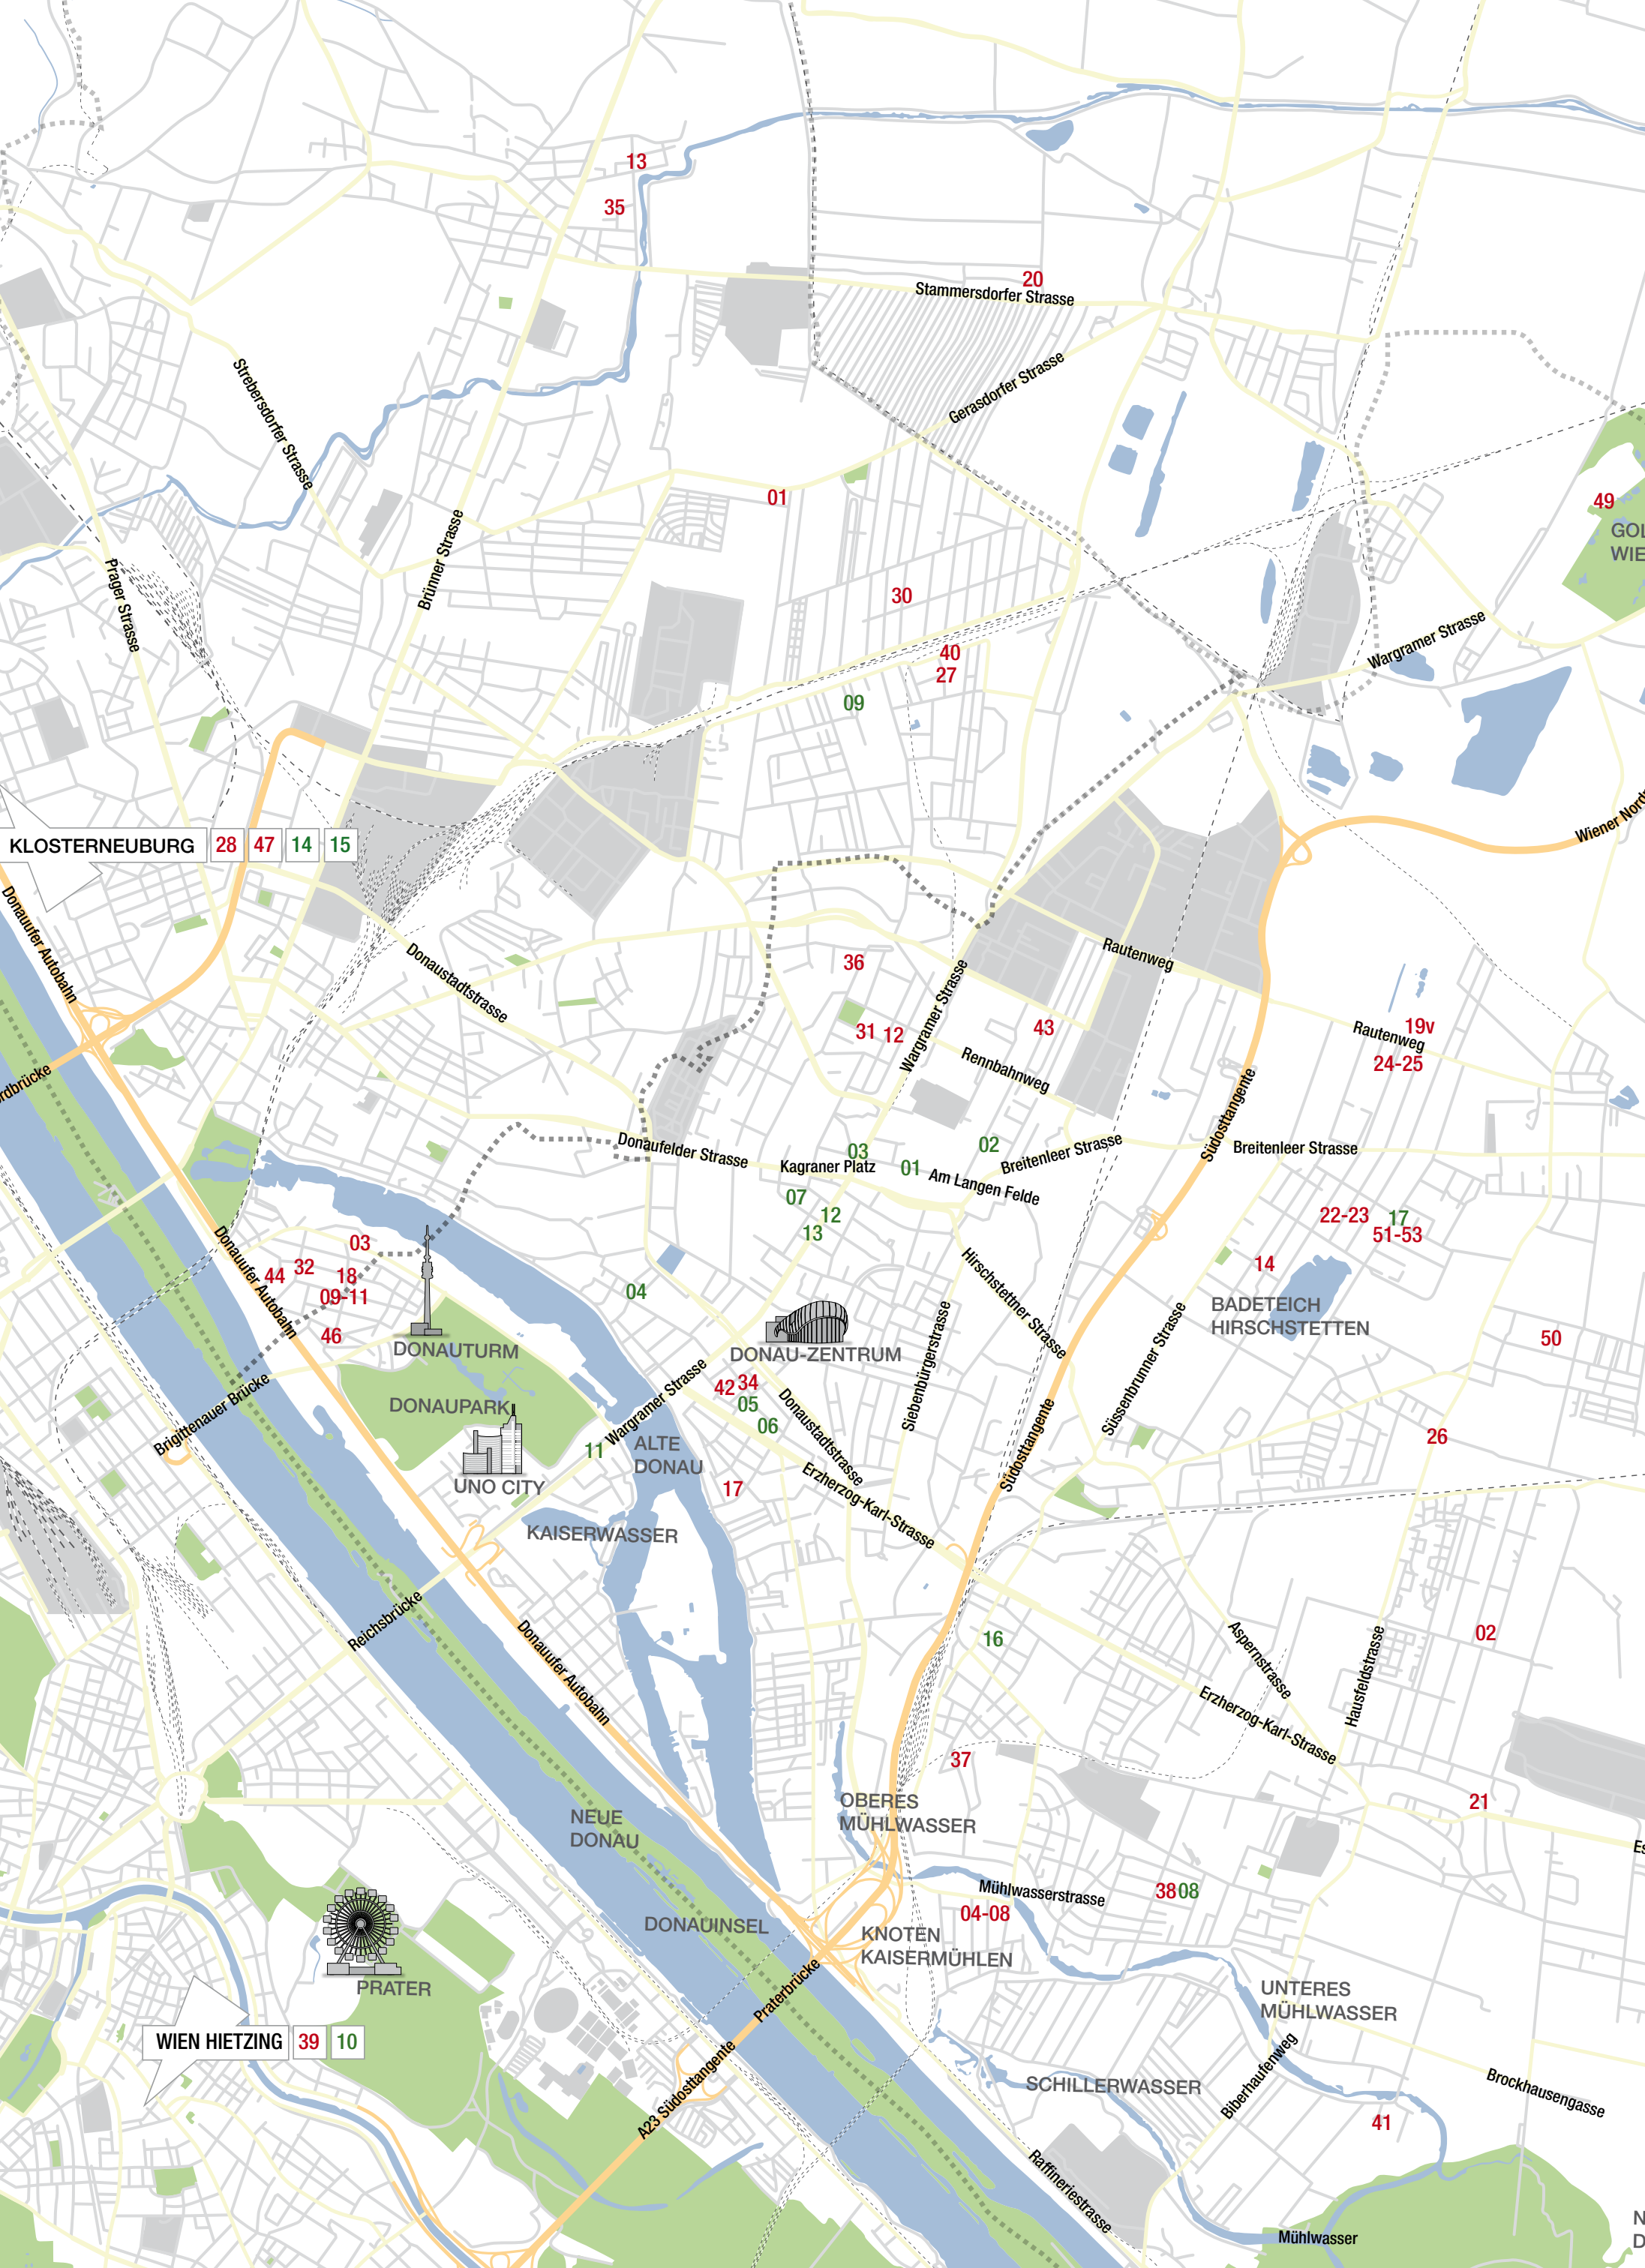 13
35
20
Stammersdorfer Strasse
Gerasdorfer Strasse
Strebersdorfer Strasse
01
49
GOL
WIE
Brünner Strasse
Prager Strasse
30
Wargramer Strasse
40
27
09
KLOSTERNEUBURG 28 47 14 15
Wiener Nord
Donauufer Autobahn
Donaustadtstrasse
36
Rautenweg
Wargramer Strasse
31 12
43
19v
Rautenweg
24-25
Rennbahnweg
rdbrücke
Südosttangente
Donaufelder Strasse
03
02
Kagraner Platz
01
Breitenleer Strasse
Breitenleer Strasse
Am Langen Felde
07
12
13
22-23
17
51-53
Donauufer Autobahn
03
32
44
18
09-11
46
04
14
Hirschstettner Strasse
BADETEICH
HIRSCHSTETTEN
50
DONAUTURM
DONAU-ZENTRUM
Siebenbürgerstrasse
Süssenbrunner Strasse
Brigittenauer Brücke
DONAUPARK
Wargramer Strasse
42
34
05
06
Donaustadtstrasse
11
ALTE
DONAU
26
UNO CITY
17
Erzherzog-Karl-Strasse
Südosttangente
KAISERWASSER
Reichsbrücke
Donauufer Autobahn
16
Aspernstrasse
02
Hausfeldstrasse
Erzherzog-Karl-Strasse
37
OBERES
MÜHLWASSER
21
Es
NEUE
DONAU
Mühlwasserstrasse
38
08
04-08
DONAUINSEL
KNOTEN
KAISERMÜHLEN
PRATER
Praterbrücke
UNTERES
MÜHLWASSER
WIEN HIETZING 39 10
A23 Südosttangente
SCHILLERWASSER
Biberhaufenweg
Brockhausengasse
41
Raffineriestrasse
Mühlwasser
N
D